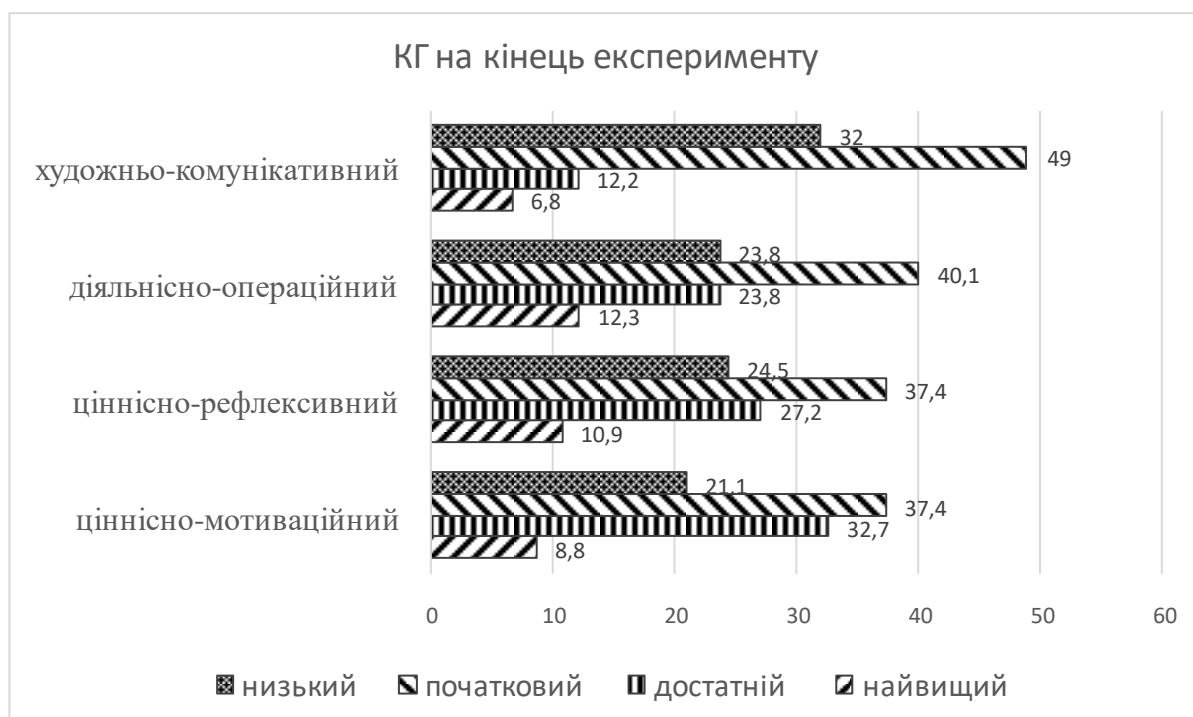 КГ на кінець експерименту
художньо-комунікативний
32
49
12,2
6,8
діяльнісно-операційний
23,8
40,1
23,8
12,3
ціннісно-рефлексивний
24,5
37,4
27,2
10,9
ціннісно-мотиваційний
21,1
37,4
32,7
8,8
0 10 20 30 40 50 60
низький початковий достатній найвищий